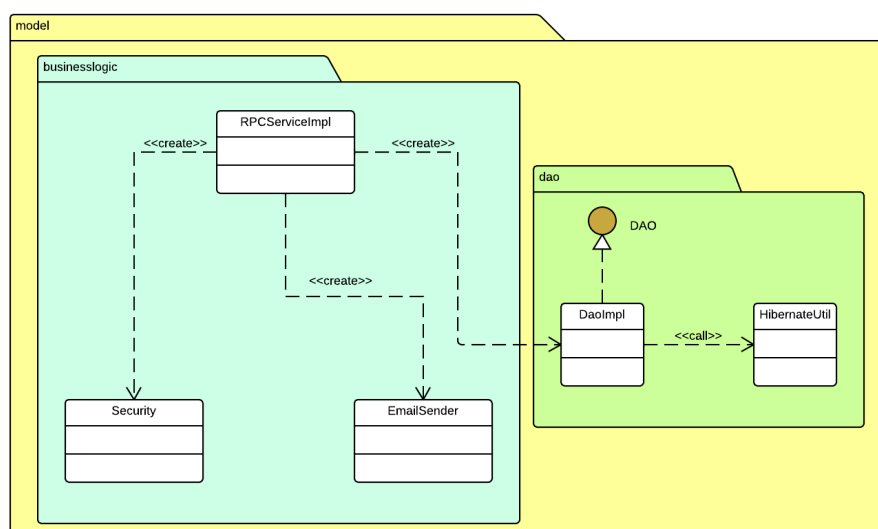 model
businesslogic
RPCServiceImpl
<<create>>
<<create>>
dao
DAO
<<create>>
DaoImpl
HibernateUtil
<<call>>
Security
EmailSender